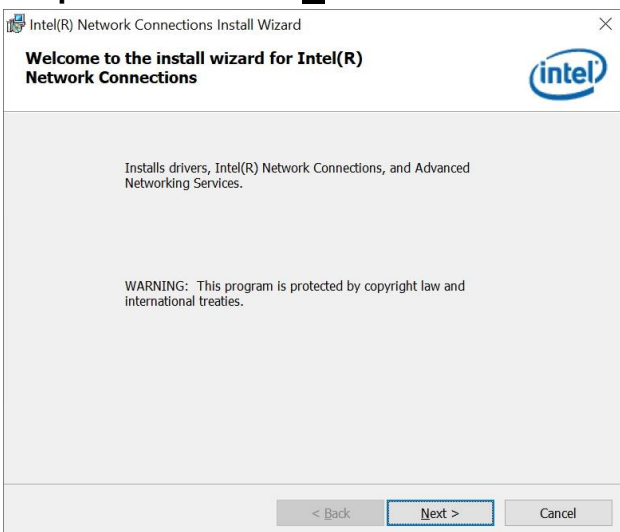 Intel(R) Network Connections Install Wizard
Welcome to the install wizard for Intel(R)
Network Connections
intel
Installs drivers, Intel(R) Network Connections, and Advanced
Networking Services.
WARNING: This program is protected by copyright law and
international treaties.
< Back Next > Cancel